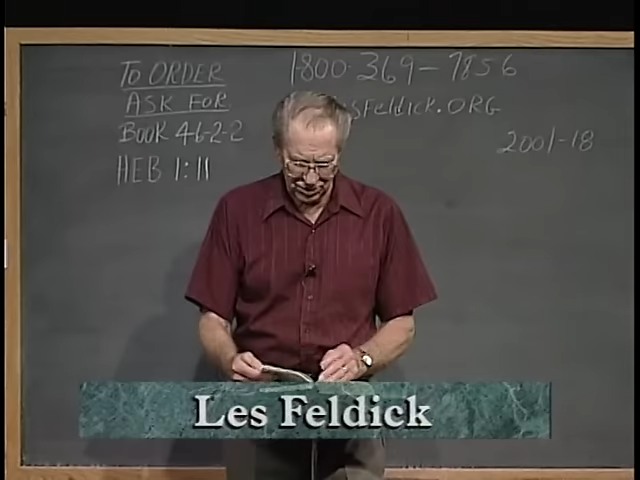 TO ORDER
ASK FOR
BOOK 46-2-2
HEB 1:11
1800-369-7856
sFeldick.ORG
2001-18
Les Feldick